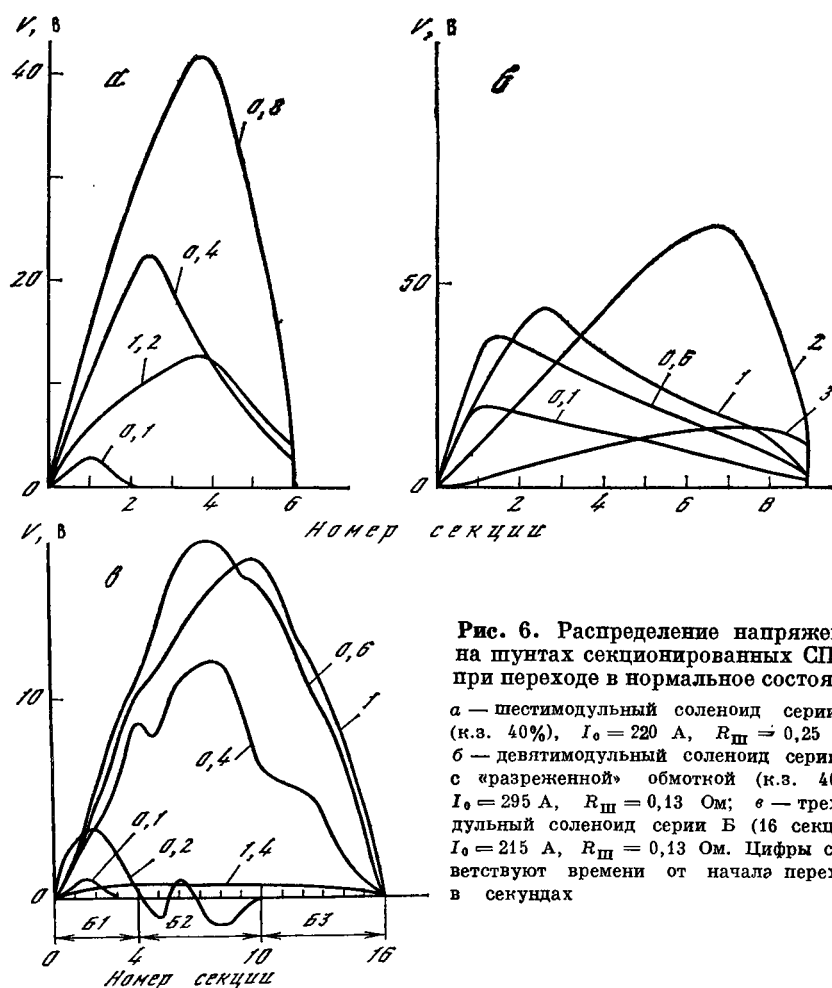 V, В
40
20
0
а
0,8
0,4
1,2
0,1
2 4 6
V, В
50
0
б
0,6
1
2
3
0,1
2 4 6 8
Номер секции
V, В
10
0
в
0,6
1
0,4
0,1
0,2
1,4
Б1 Б2 Б3
0 4 10 16
Номер секции
Рис. 6. Распределение напряже
на шунтах секционированных СП
при переходе в нормальное состоя
а — шестимодульный соленоид серии
(к.з. 40%), I₀ = 220 А, Rш = 0,25
б — девятимодульный соленоид серии
с «разреженной» обмоткой (к.з. 40
I₀ = 295 А, Rш = 0,13 Ом; в — трех
дульный соленоид серии Б (16 секц
I₀ = 215 А, Rш = 0,13 Ом. Цифры с
ветствуют времени от начала перех
в секундах